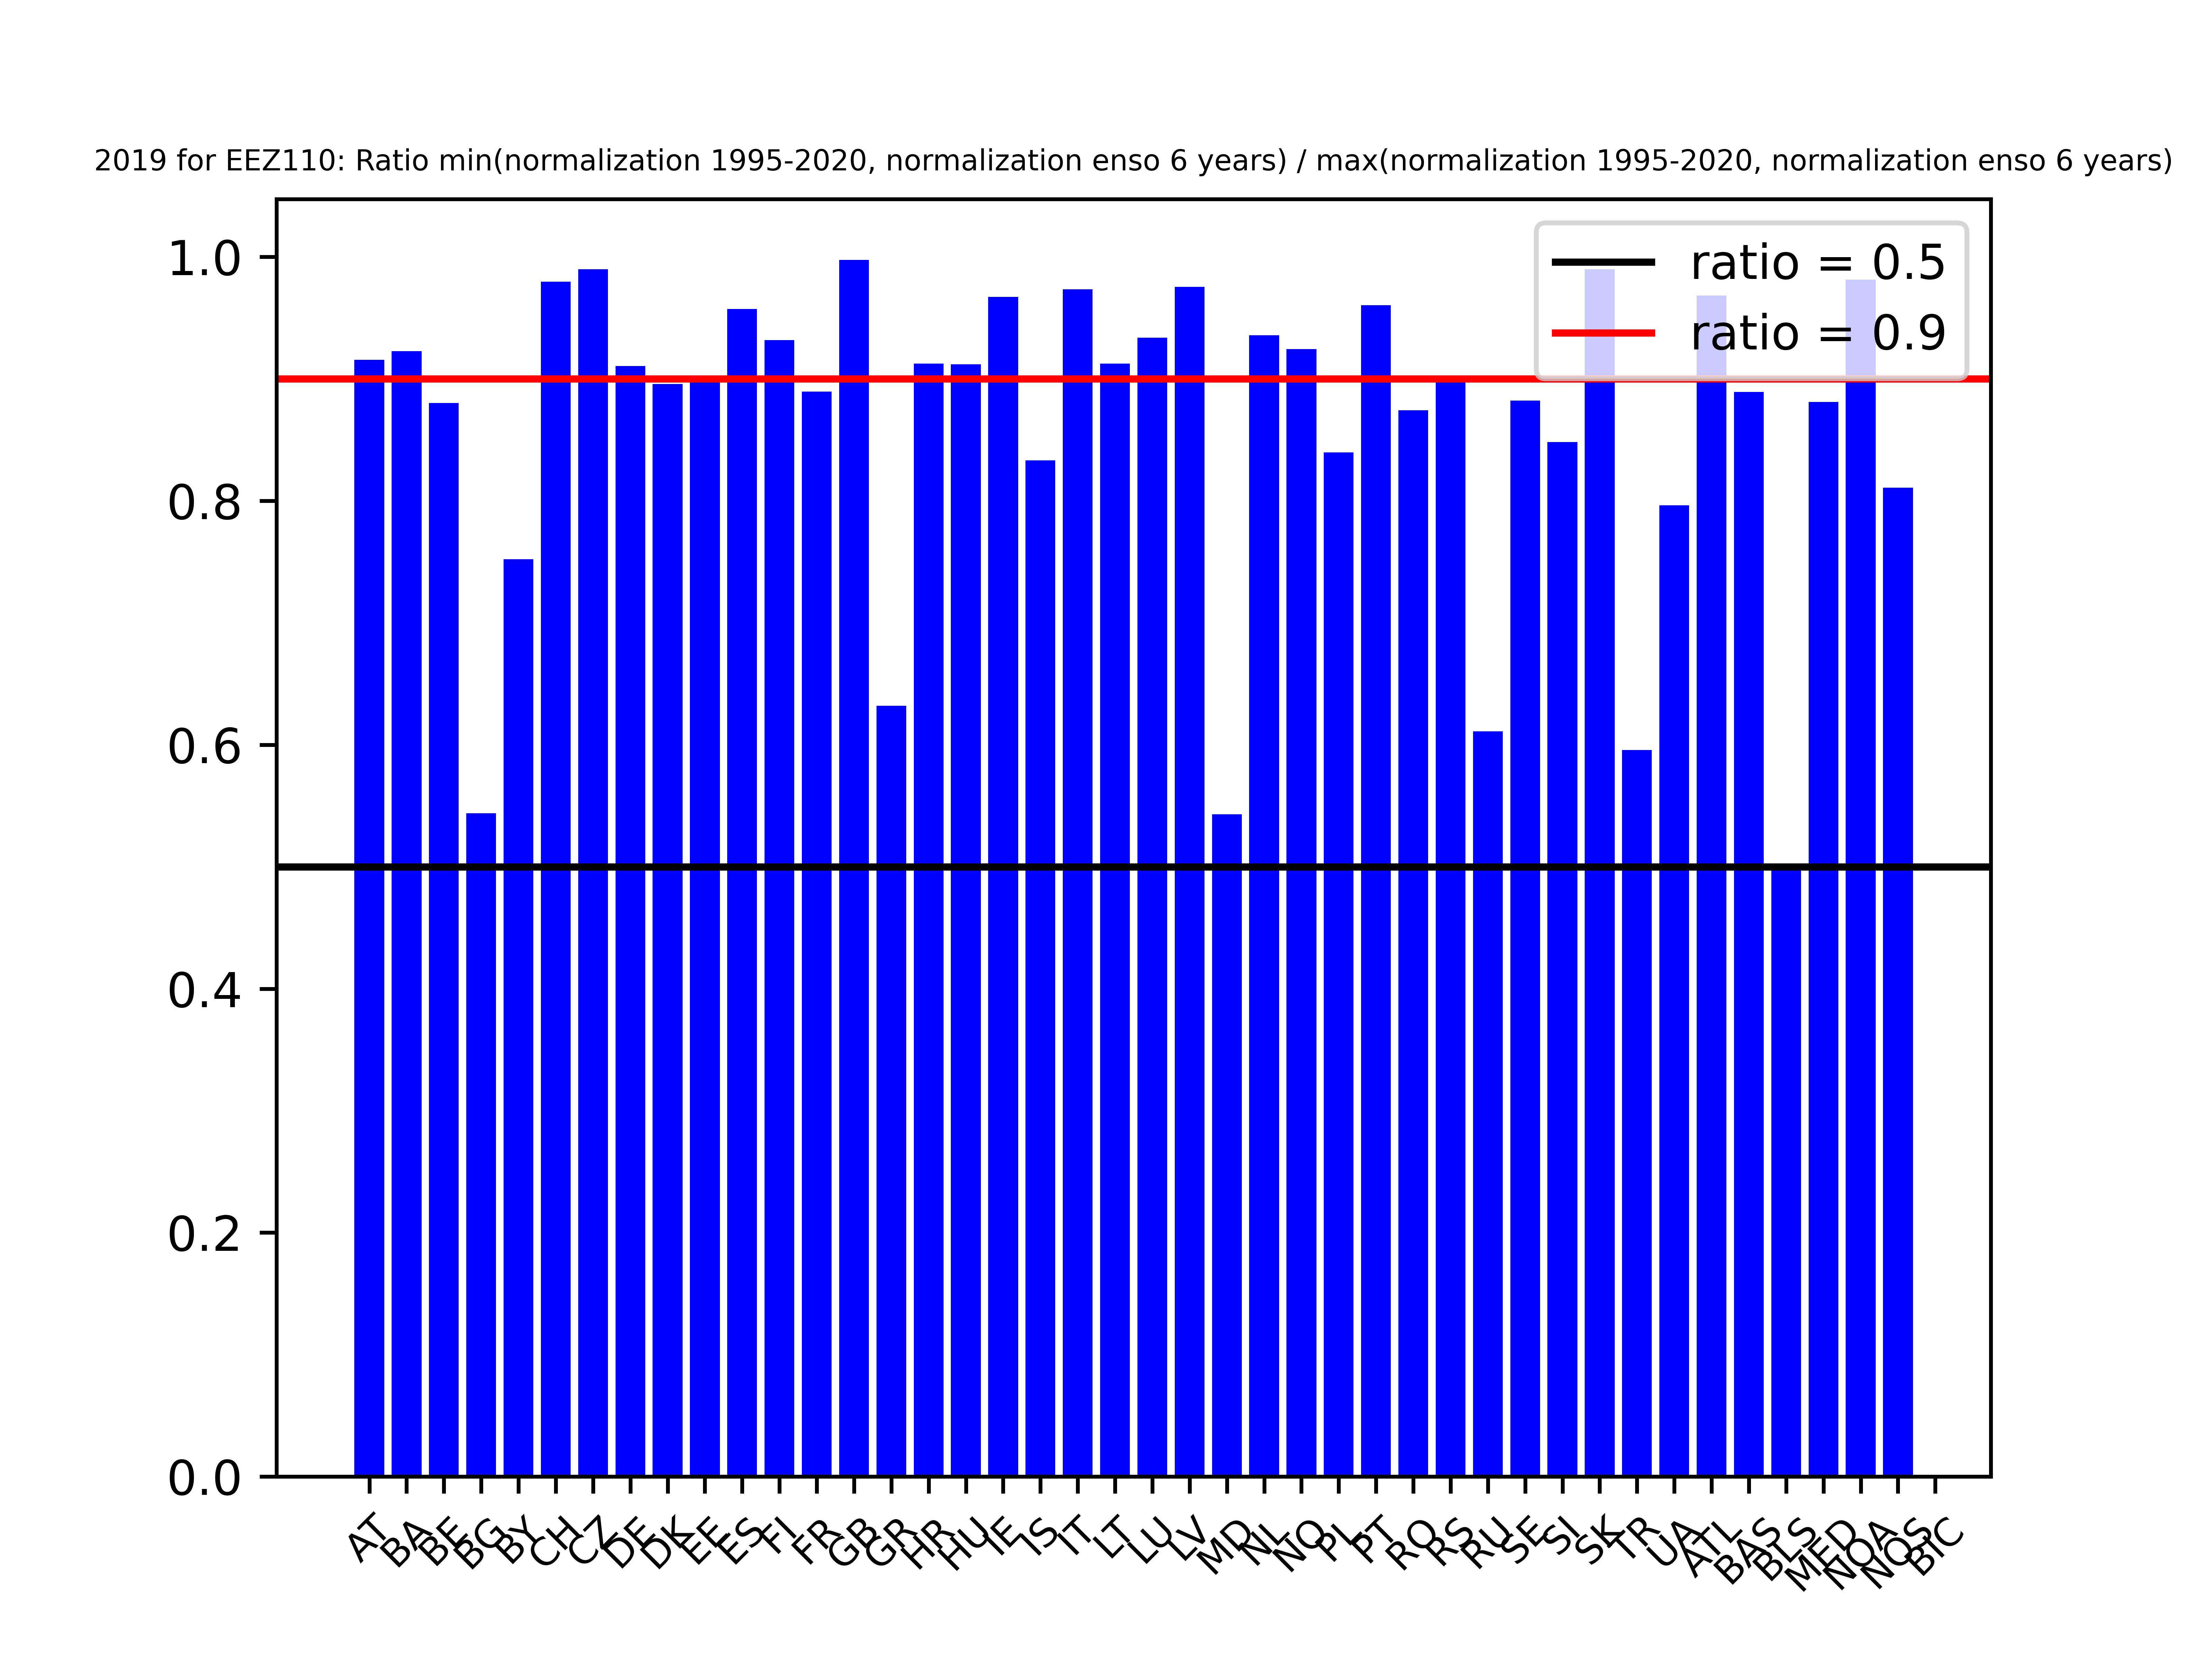 2019 for EEZ110: Ratio min(normalization 1995-2020, normalization enso 6 years) / max(normalization 1995-2020, normalization enso 6 years)
ratio = 0.5
ratio = 0.9
1.0
0.8
0.6
0.4
0.2
0.0
AT BA BE BG BY CH CZ DE DK EE ES FI FR GB GR HR HU IE IS IT LT LU LV MD NL NO PL PT RO RS RU SE SI SK TR UA ATL BAS BLS MED NOA NOS BIC